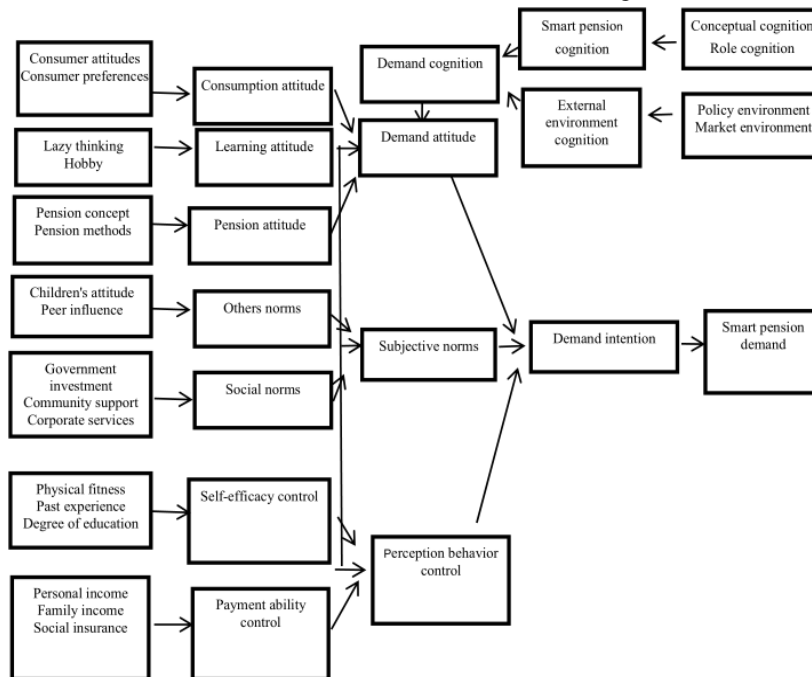 Consumer attitudes
Consumer preferences
Consumption attitude
Demand cognition
Smart pension
cognition
Conceptual cognition
Role cognition
External
environment
cognition
Policy environment
Market environment
Lazy thinking
Hobby
Learning attitude
Demand attitude
Pension concept
Pension methods
Pension attitude
Children's attitude
Peer influence
Others norms
Subjective norms
Demand intention
Smart pension
demand
Government
investment
Community support
Corporate services
Social norms
Physical fitness
Past experience
Degree of education
Self-efficacy control
Perception behavior
control
Personal income
Family income
Social insurance
Payment ability
control